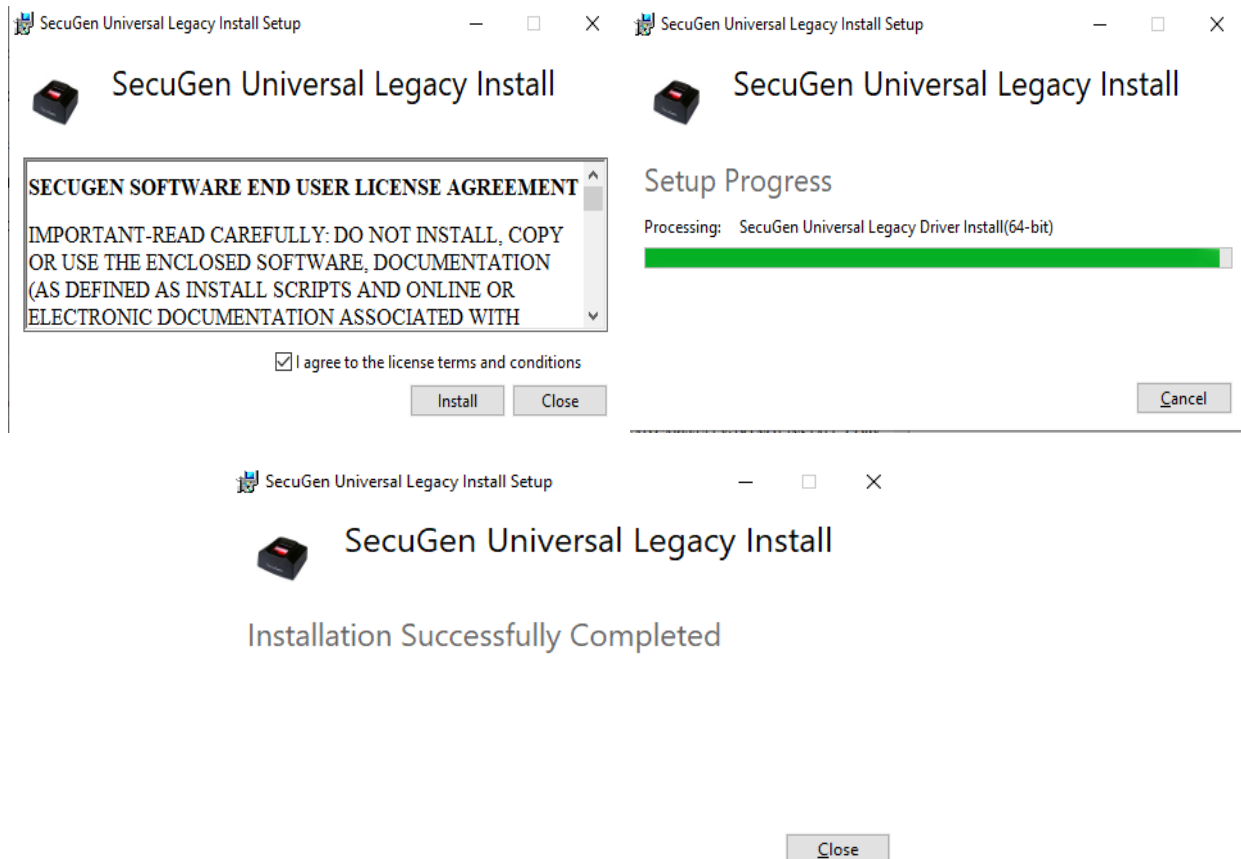 SecuGen Universal Legacy Install Setup
SecuGen Universal Legacy Install
SECUGEN SOFTWARE END USER LICENSE AGREEMENT
IMPORTANT-READ CAREFULLY: DO NOT INSTALL, COPY
OR USE THE ENCLOSED SOFTWARE, DOCUMENTATION
(AS DEFINED AS INSTALL SCRIPTS AND ONLINE OR
ELECTRONIC DOCUMENTATION ASSOCIATED WITH
I agree to the license terms and conditions
Install Close
SecuGen Universal Legacy Install Setup
SecuGen Universal Legacy Install
Setup Progress
Processing: SecuGen Universal Legacy Driver Install(64-bit)
Cancel
SecuGen Universal Legacy Install Setup
SecuGen Universal Legacy Install
Installation Successfully Completed
Close